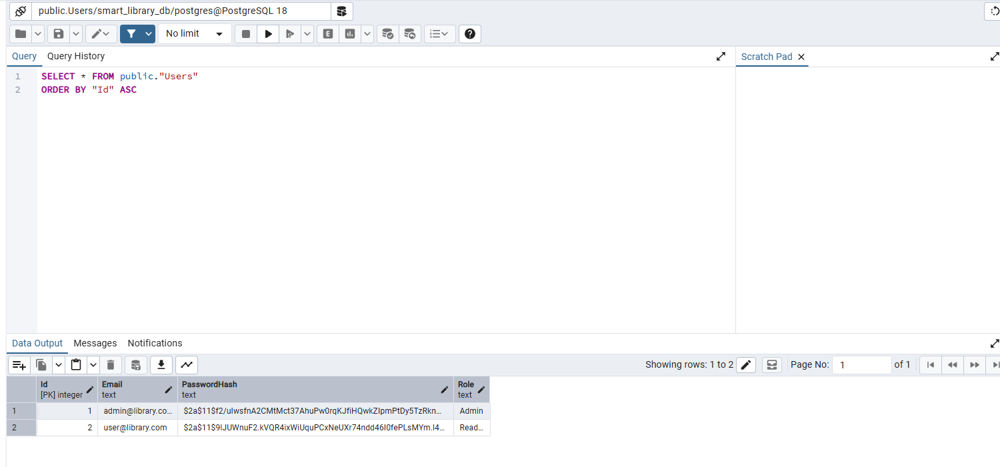 public.Users/smart_library_db/postgres@PostgreSQL 18
No limit
E
Query Query History
Scratch Pad
1 SELECT * FROM public."Users"
2 ORDER BY "Id" ASC
Data Output Messages Notifications
Showing rows: 1 to 2 Page No: 1 of 1
Id Email PasswordHash Role
[PK] integer text text text
1 1 admin@library.co... $2a$11$f2/uIwsfnA2CMtMct37AhuPw0rqKJfiHQwkZIpmPtDy5TzRkn... Admin
2 2 user@library.com $2a$11$9IJUWnuF2.kVQR4ixWiUquPCxNeUXr74ndd46I0fePLsMYm.I4... Read...